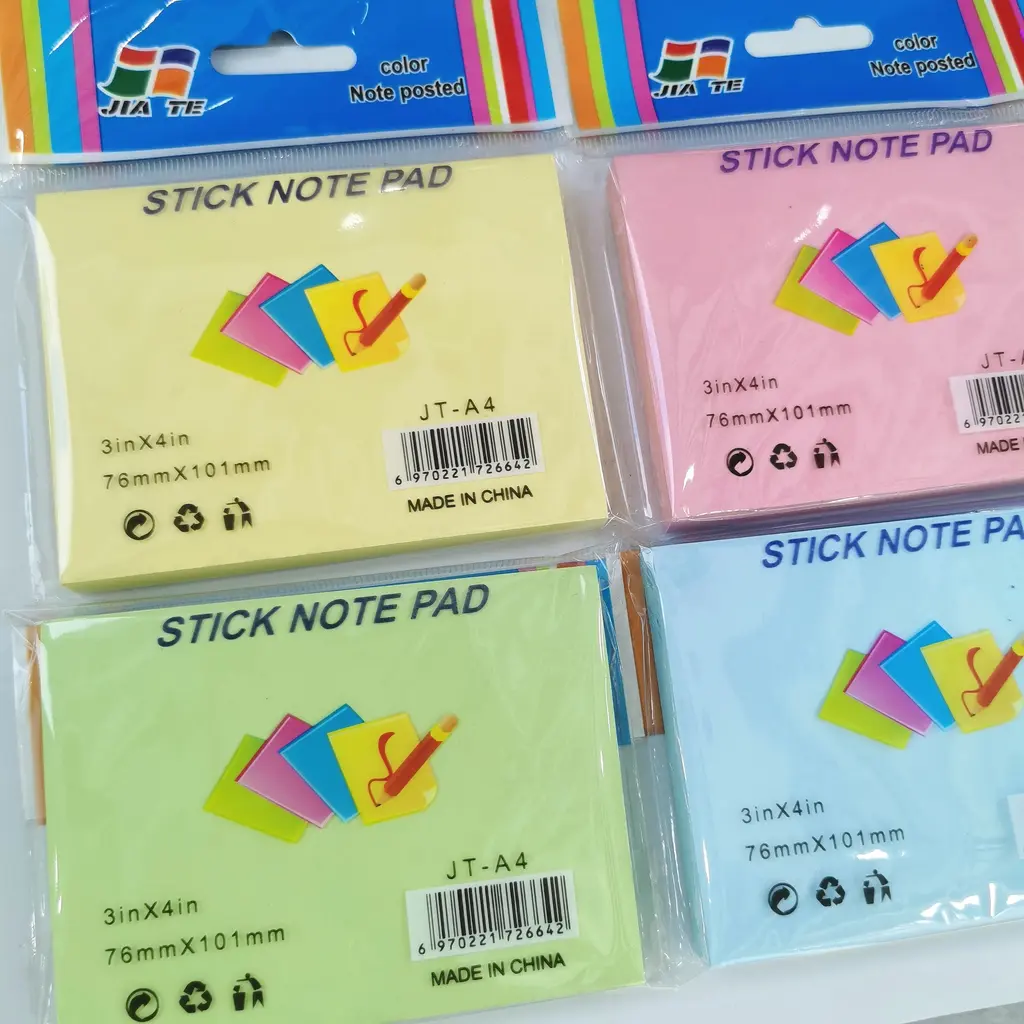 JIA TE
color
Note posted
JIA TE
color
Note posted
STICK NOTE PAD
JT-A4
3inX4in
76mmX101mm
6 970221 726642
MADE IN CHINA
STICK NOTE PAD
3inX4in
76mmX101mm
MADE
STICK NOTE PAD
JT-A4
3inX4in
76mmX101mm
6 970221 726642
MADE IN CHINA
STICK NOTE
3inX4in
76mmX101mm